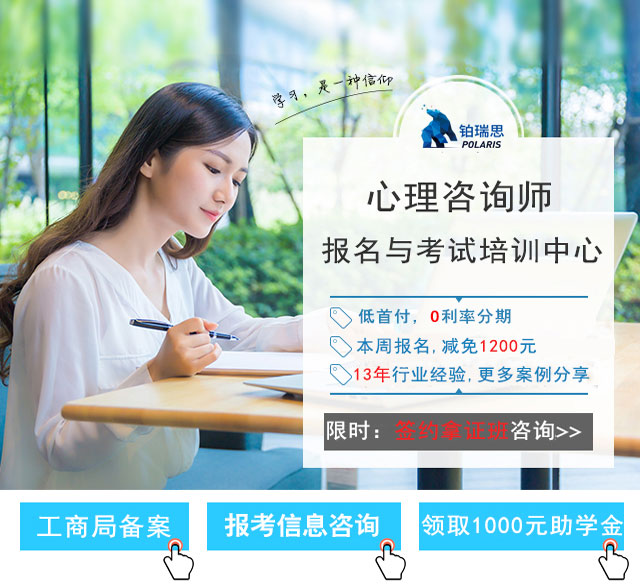 学习，是一种信仰
铂瑞思
POLARIS
心理咨询师
报名与考试培训中心
低首付，0利率分期
本周报名,减免1200元
13年行业经验,更多案例分享
限时：签约拿证班咨询>>
工商局备案
报考信息咨询
领取1000元助学金